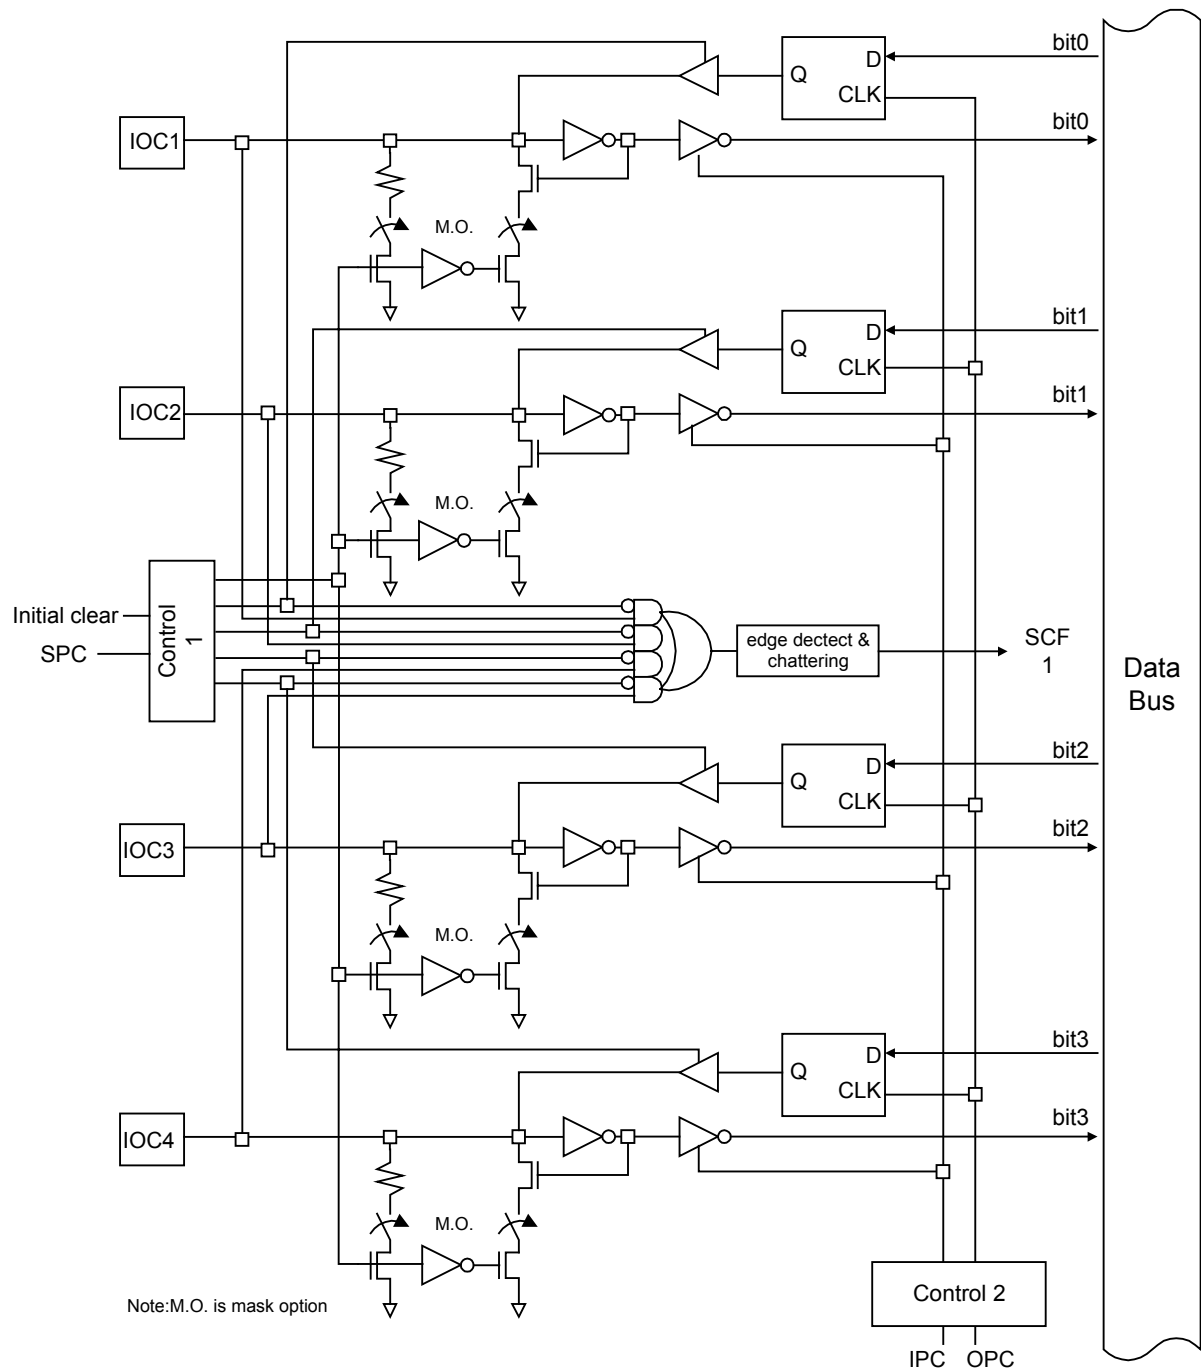 bit0
D
Q
CLK
bit0
IOC1
M.O.
bit1
D
Q
CLK
bit1
IOC2
M.O.
Initial clear
SPC
Control
1
edge dectect &
chattering
SCF
1
Data
Bus
bit2
D
Q
CLK
bit2
IOC3
M.O.
bit3
D
Q
CLK
bit3
IOC4
M.O.
Control 2
Note:M.O. is mask option
IPC OPC